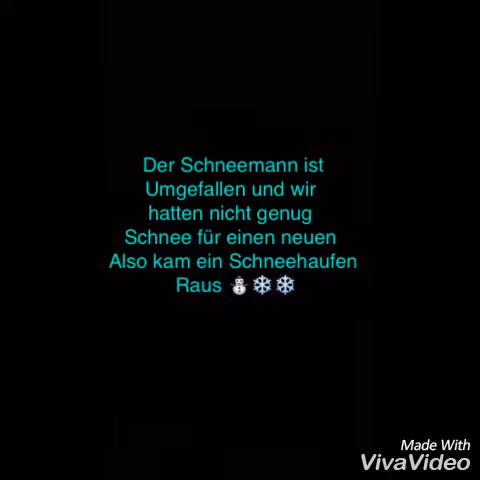 Der Schneemann ist
Umgefallen und wir
hatten nicht genug
Schnee für einen neuen
Also kam ein Schneehaufen
Raus ⛄❄❄
Made With
VivaVideo